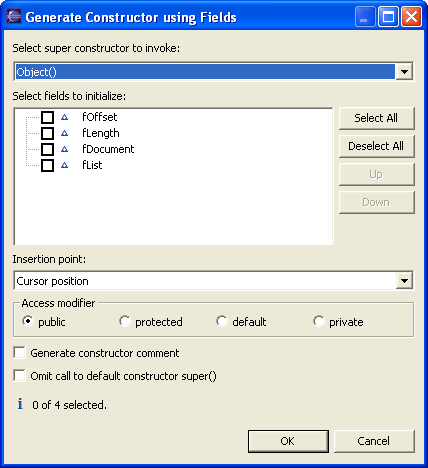 Generate Constructor using Fields
Select super constructor to invoke:
Object()
Select fields to initialize:
fOffset
fLength
fDocument
fList
Select All
Deselect All
Up
Down
Insertion point:
Cursor position
Access modifier
public protected default private
Generate constructor comment
Omit call to default constructor super()
0 of 4 selected.
OK Cancel